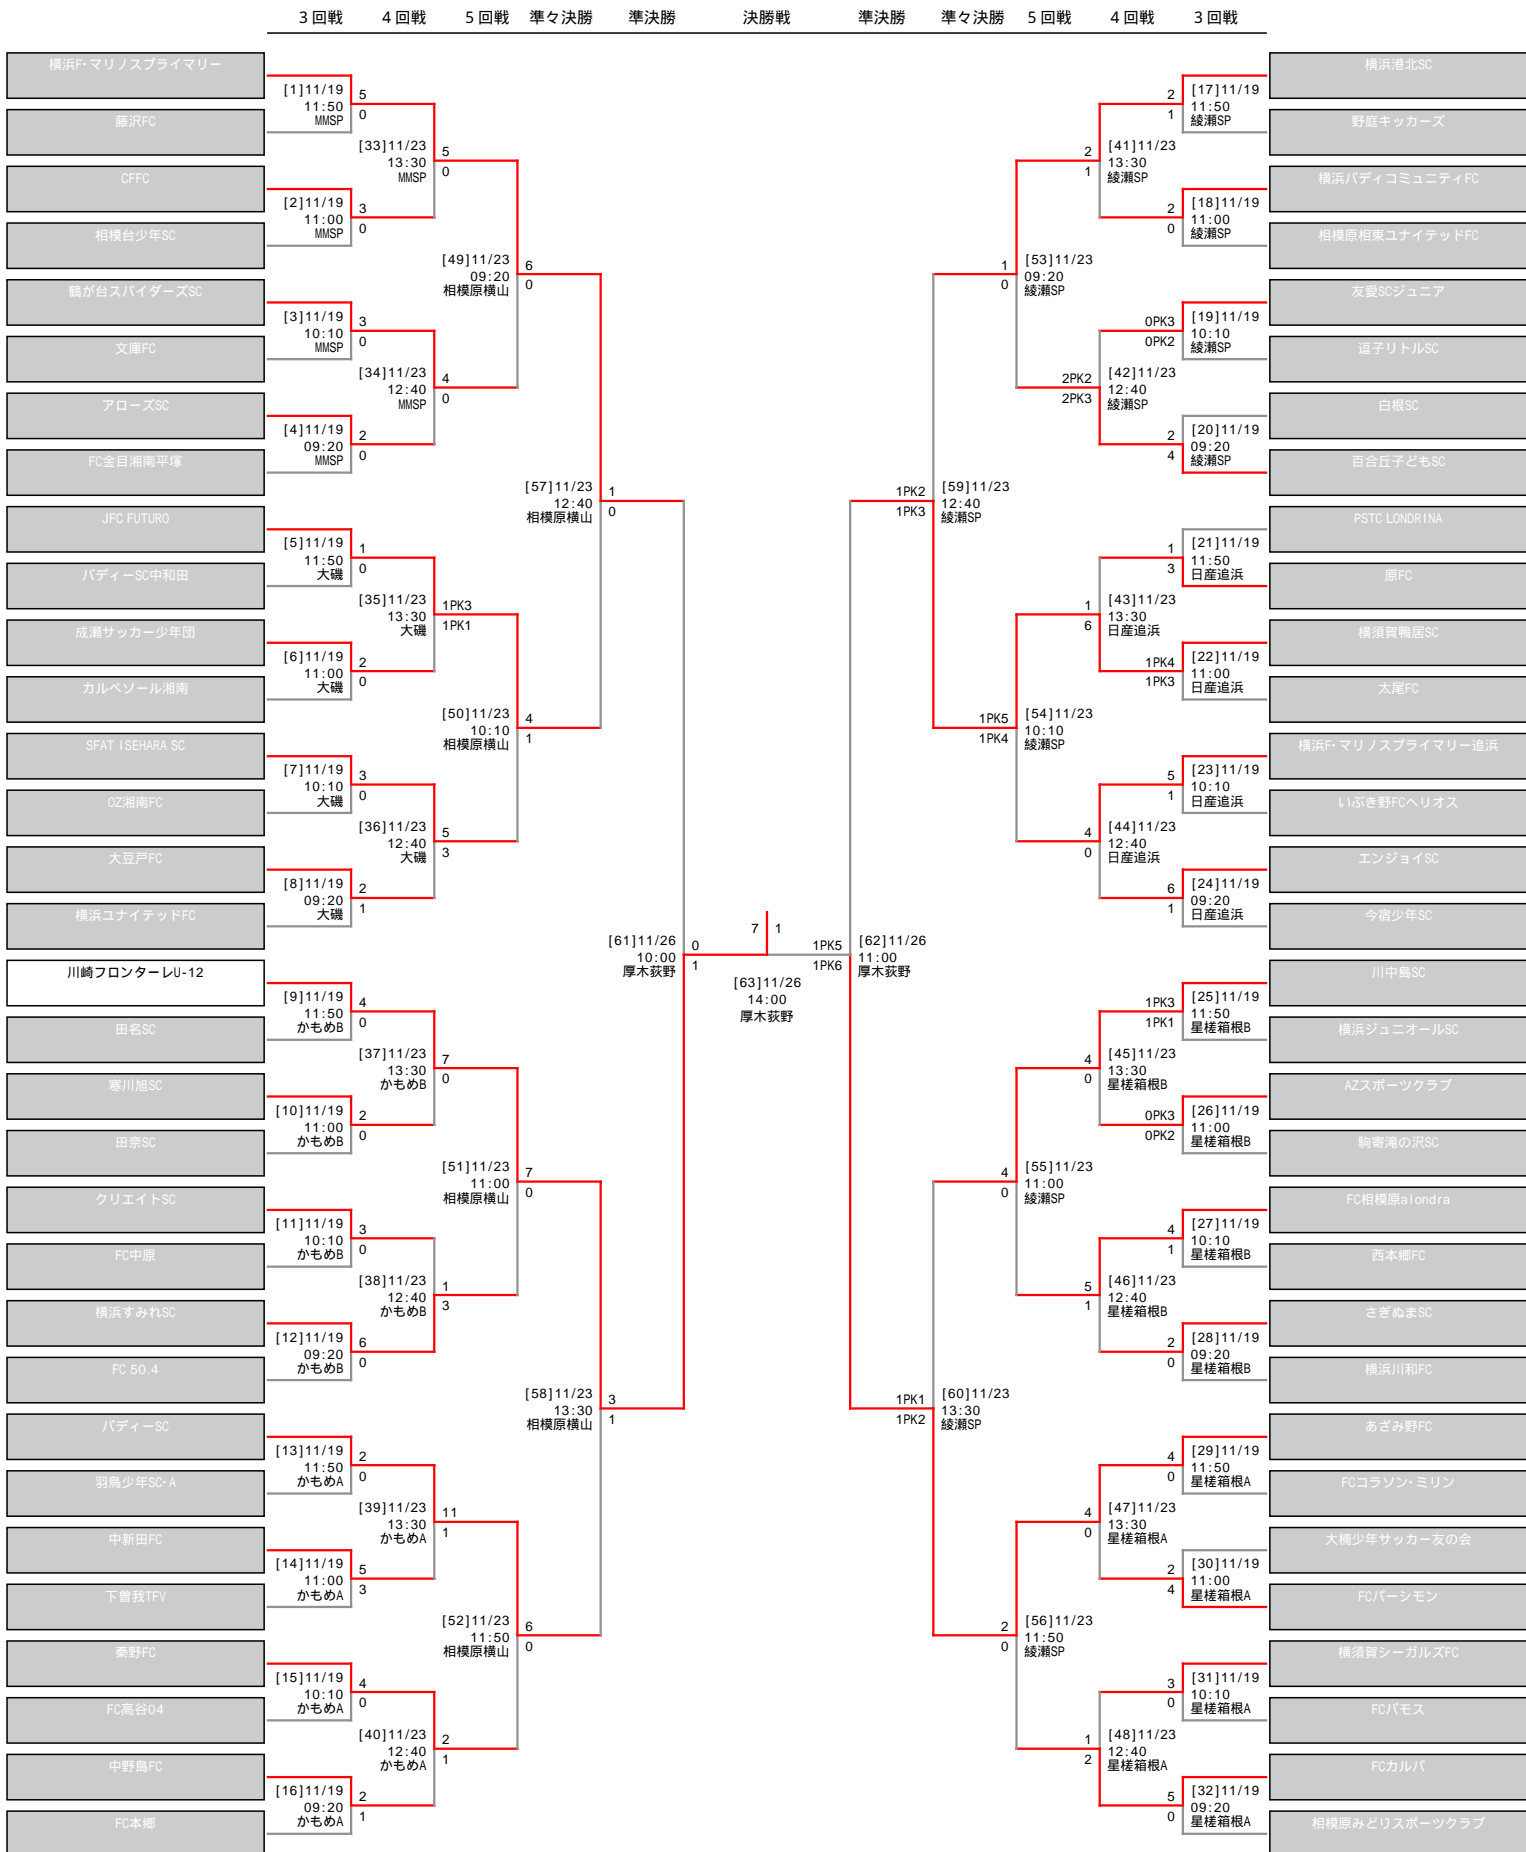 3回戦 4回戦 5回戦 準々決勝 準決勝 決勝戦 準決勝 準々決勝 5回戦 4回戦 3回戦
横浜F・マリノスプライマリー
藤沢FC
CFFC
相模台少年SC
鶴が台スパイダーズSC
文庫FC
アローズSC
FC金目湘南平塚
JFC FUTURO
バディーSC中和田
成瀬サッカー少年団
カルペソール湘南
SFAT ISEHARA SC
OZ湘南FC
大豆戸FC
横浜ユナイテッドFC
川崎フロンターレU-12
田名SC
寒川旭SC
田奈SC
クリエイトSC
FC中原
横浜すみれSC
FC 50.4
バディーSC
羽鳥少年SC・A
中新田FC
下曽我TFV
秦野FC
FC高谷04
中野島FC
FC本郷
[1]11/19
11:50
MMSP
5
0
[2]11/19
11:00
MMSP
3
0
[3]11/19
10:10
MMSP
3
0
[4]11/19
09:20
MMSP
2
0
[5]11/19
11:50
大磯
1
0
[6]11/19
11:00
大磯
2
0
[7]11/19
10:10
大磯
3
0
[8]11/19
09:20
大磯
2
1
[9]11/19
11:50
かもめB
4
0
[10]11/19
11:00
かもめB
2
0
[11]11/19
10:10
かもめB
3
0
[12]11/19
09:20
かもめB
6
0
[13]11/19
11:50
かもめA
2
0
[14]11/19
11:00
かもめA
5
3
[15]11/19
10:10
かもめA
4
0
[16]11/19
09:20
かもめA
2
1
[33]11/23
13:30
MMSP
5
0
[34]11/23
12:40
MMSP
4
0
[35]11/23
13:30
大磯
1PK3
1PK1
[36]11/23
12:40
大磯
5
3
[37]11/23
13:30
かもめB
7
0
[38]11/23
12:40
かもめB
1
3
[39]11/23
13:30
かもめA
11
1
[40]11/23
12:40
かもめA
2
1
[49]11/23
09:20
相模原横山
6
0
[50]11/23
10:10
相模原横山
4
1
[51]11/23
11:00
相模原横山
7
0
[52]11/23
11:50
相模原横山
6
0
[57]11/23
12:40
相模原横山
1
0
[58]11/23
13:30
相模原横山
3
1
[61]11/26
10:00
厚木荻野
0
1
7 1
[63]11/26
14:00
厚木荻野
1PK5
1PK6
[62]11/26
11:00
厚木荻野
1PK2
1PK3
[59]11/23
12:40
綾瀬SP
1PK1
1PK2
[60]11/23
13:30
綾瀬SP
1
0
[53]11/23
09:20
綾瀬SP
1PK5
1PK4
[54]11/23
10:10
綾瀬SP
4
0
[55]11/23
11:00
綾瀬SP
2
0
[56]11/23
11:50
綾瀬SP
2
1
[41]11/23
13:30
綾瀬SP
2PK2
2PK3
[42]11/23
12:40
綾瀬SP
1
6
[43]11/23
13:30
日産追浜
4
0
[44]11/23
12:40
日産追浜
4
0
[45]11/23
13:30
星槎箱根B
5
1
[46]11/23
12:40
星槎箱根B
4
0
[47]11/23
13:30
星槎箱根A
1
2
[48]11/23
12:40
星槎箱根A
2
1
[17]11/19
11:50
綾瀬SP
2
0
[18]11/19
11:00
綾瀬SP
0PK3
0PK2
[19]11/19
10:10
綾瀬SP
2
4
[20]11/19
09:20
綾瀬SP
1
3
[21]11/19
11:50
日産追浜
1PK4
1PK3
[22]11/19
11:00
日産追浜
5
1
[23]11/19
10:10
日産追浜
6
1
[24]11/19
09:20
日産追浜
1PK3
1PK1
[25]11/19
11:50
星槎箱根B
0PK3
0PK2
[26]11/19
11:00
星槎箱根B
4
1
[27]11/19
10:10
星槎箱根B
2
0
[28]11/19
09:20
星槎箱根B
4
0
[29]11/19
11:50
星槎箱根A
2
4
[30]11/19
11:00
星槎箱根A
3
0
[31]11/19
10:10
星槎箱根A
5
0
[32]11/19
09:20
星槎箱根A
横浜港北SC
野庭キッカーズ
横浜バディコミュニティFC
相模原相東ユナイテッドFC
友愛SCジュニア
逗子リトルSC
白根SC
百合丘子どもSC
PSTC LONDRINA
原FC
横須賀鴨居SC
太尾FC
横浜F・マリノスプライマリー追浜
いぶき野FCヘリオス
エンジョイSC
今宿少年SC
川中島SC
横浜ジュニオールSC
AZスポーツクラブ
駒寄滝の沢SC
FC相模原alondra
西本郷FC
さぎぬまSC
横浜川和FC
あざみ野FC
FCコラソン・ミリン
大楠少年サッカー友の会
FCパーシモン
横須賀シーガルズFC
FCバモス
FCカルパ
相模原みどりスポーツクラブ